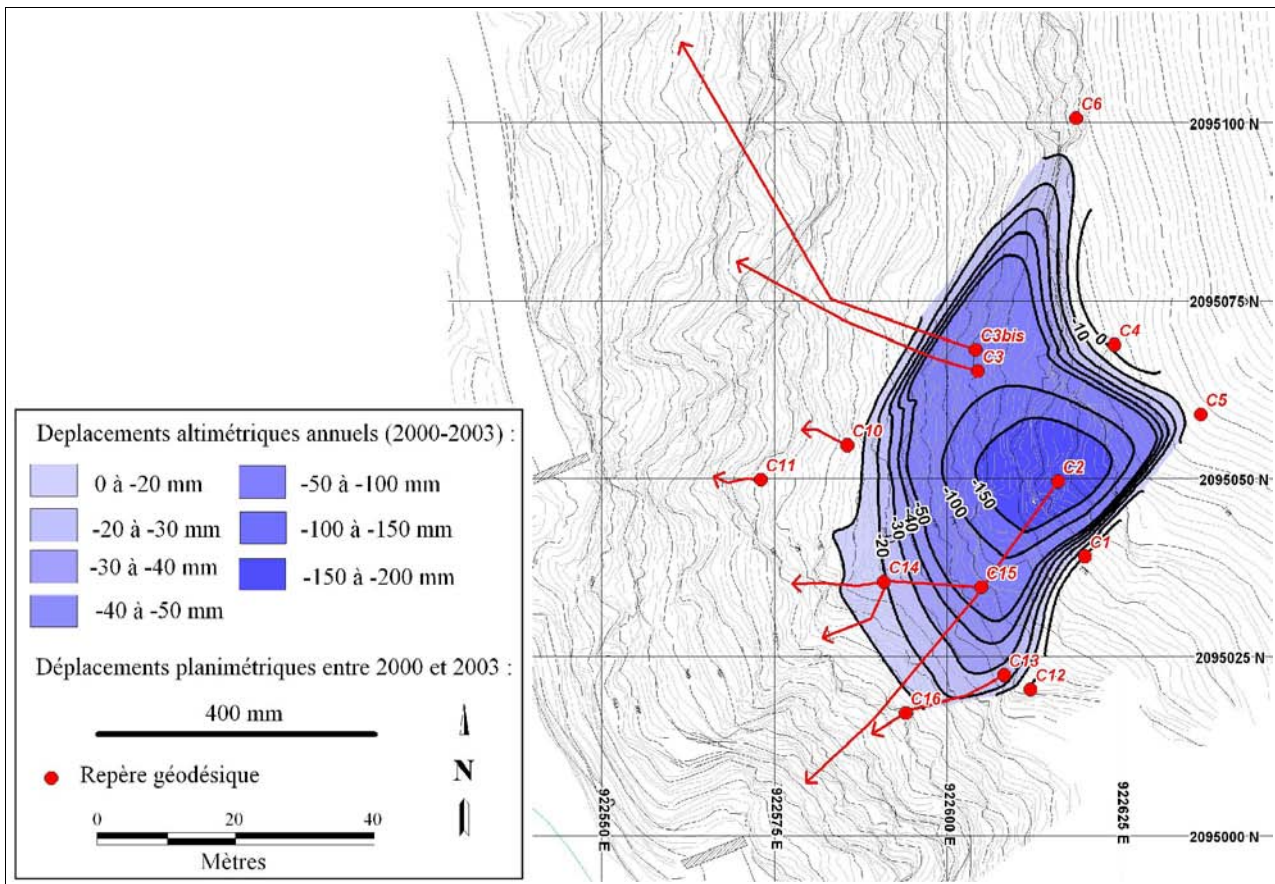 C6
2095100 N
2095075 N
C3bis
C3
-10
0
C4
C5
C10
C11
C2
2095050 N
-150
-100
-50
-40
-30
-20
C1
C14
C15
C13
C12
2095025 N
C16
922550 E
922575 E
922600 E
922625 E
2095000 N
Deplacements altimétriques annuels (2000-2003) :
0 à -20 mm
-50 à -100 mm
-20 à -30 mm
-100 à -150 mm
-30 à -40 mm
-150 à -200 mm
-40 à -50 mm
Déplacements planimétriques entre 2000 et 2003 :
400 mm
Repère géodésique
N
0 20 40
Mètres